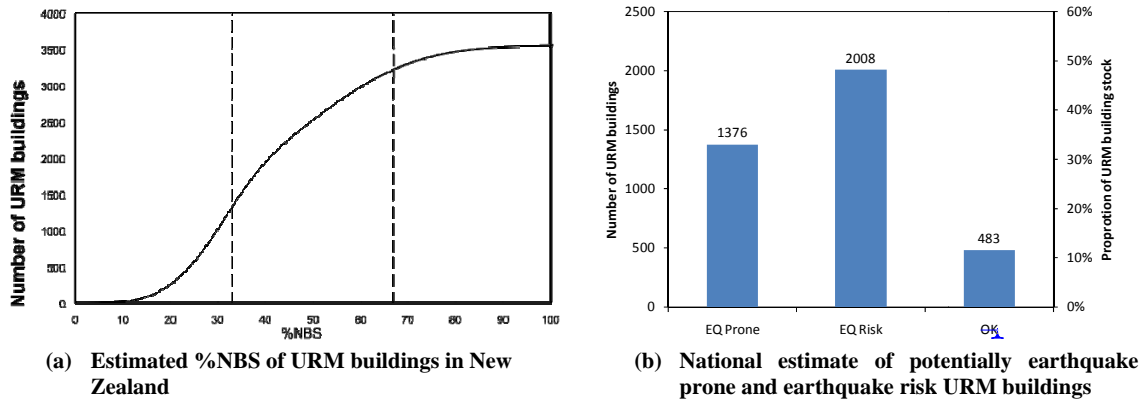 4000
3500
3000
2500
2000
1500
1000
500
0
Number of URM buildings
0 10 20 30 40 50 60 70 80 90 100
%NBS
(a) Estimated %NBS of URM buildings in New
Zealand
2500
2000
1500
1000
500
0
Number of URM buildings
1376
2008
483
EQ Prone EQ Risk OK
60%
50%
40%
30%
20%
10%
0%
Proprotion of URM building stock
(b) National estimate of potentially earthquake
prone and earthquake risk URM buildings